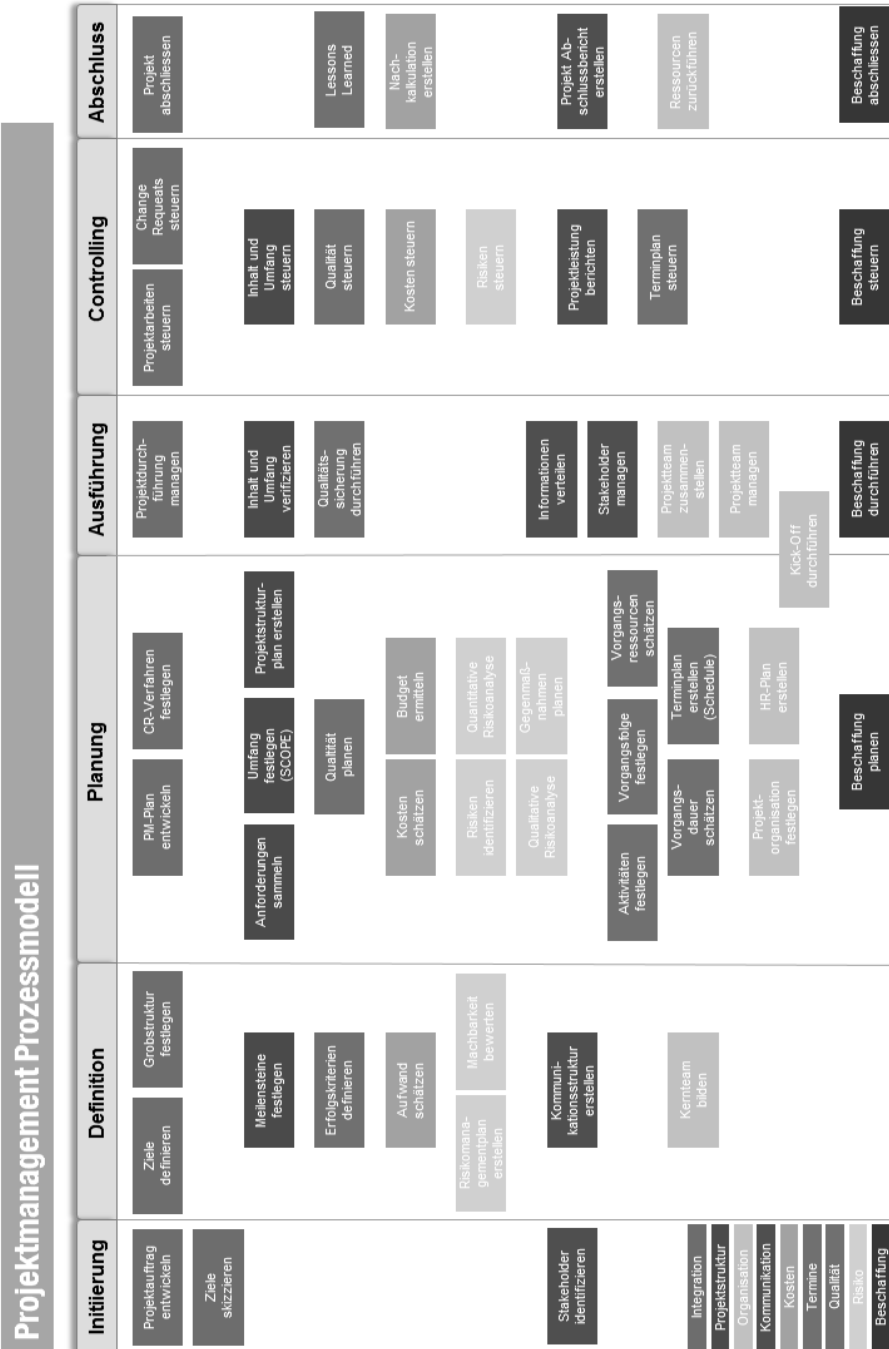 Projektmanagement Prozessmodell
Initiierung
Projektauftrag
entwickeln
Ziele
skizzieren
Stakeholder
identifizieren
Integration
Projektstruktur
Organisation
Kommunikation
Kosten
Termine
Qualität
Risiko
Beschaffung
Definition
Ziele
definieren
Grobstruktur
festlegen
Meilensteine
festlegen
Erfolgskriterien
definieren
Aufwand
schätzen
Risikomana-
gementplan
erstellen
Machbarkeit
bewerten
Kommuni-
kationsstruktur
erstellen
Kernteam
bilden
Planung
PM-Plan
entwickeln
CR-Verfahren
festlegen
Anforderungen
sammeln
Umfang
festlegen
(SCOPE)
Projektstruktur-
plan erstellen
Qualtität
planen
Kosten
schätzen
Budget
ermitteln
Risiken
identifizieren
Quantitative
Risikoanalyse
Qualitative
Risikoanalyse
Gegenmaß-
nahmen
planen
Aktivitäten
festlegen
Vorgangsfolge
festlegen
Vorgangs-
ressourcen
schätzen
Vorgangs-
dauer
schätzen
Terminplan
erstellen
(Schedule)
Projekt-
organisation
festlegen
HR-Plan
erstellen
Kick-Off
durchführen
Beschaffung
planen
Ausführung
Projektdurch-
führung
managen
Inhalt und
Umfang
verifizieren
Qualitäts-
sicherung
durchführen
Informationen
verteilen
Stakeholder
managen
Projektteam
zusammen-
stellen
Projektteam
managen
Beschaffung
durchführen
Controlling
Projektarbeiten
steuern
Change
Requeats
steuern
Inhalt und
Umfang
steuern
Qualität
steuern
Kosten steuern
Risiken
steuern
Projektleistung
berichten
Terminplan
steuern
Beschaffung
steuern
Abschluss
Projekt
abschliessen
Lessons
Learned
Nach-
kalkulation
erstellen
Projekt Ab-
schlussbericht
erstellen
Ressourcen
zurückführen
Beschaffung
abschliessen